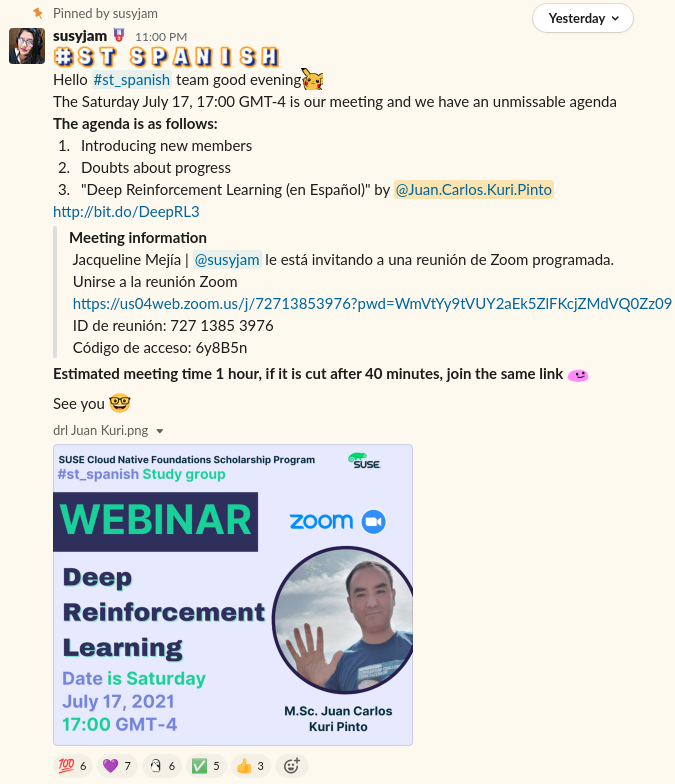 Pinned by susyjam
Yesterday
susyjam 11:00 PM
#ST SPANISH
Hello #st_spanish team good evening
The Saturday July 17, 17:00 GMT-4 is our meeting and we have an unmissable agenda
The agenda is as follows:
1. Introducing new members
2. Doubts about progress
3. "Deep Reinforcement Learning (en Español)" by @Juan.Carlos.Kuri.Pinto
http://bit.do/DeepRL3
Meeting information
Jacqueline Mejía | @susyjam le está invitando a una reunión de Zoom programada.
Unirse a la reunión Zoom
https://us04web.zoom.us/j/72713853976?pwd=WmVtYy9tVUY2aEk5ZlFKcjZMdVQ0Zz09
ID de reunión: 727 1385 3976
Código de acceso: 6y8B5n
Estimated meeting time 1 hour, if it is cut after 40 minutes, join the same link
See you
drl Juan Kuri.png
SUSE Cloud Native Foundations Scholarship Program
#st_spanish Study group
SUSE
WEBINAR
zoom
Deep
Reinforcement
Learning
Date is Saturday
July 17, 2021
17:00 GMT-4
M.Sc. Juan Carlos
Kuri Pinto
100 6 7 6 5 3